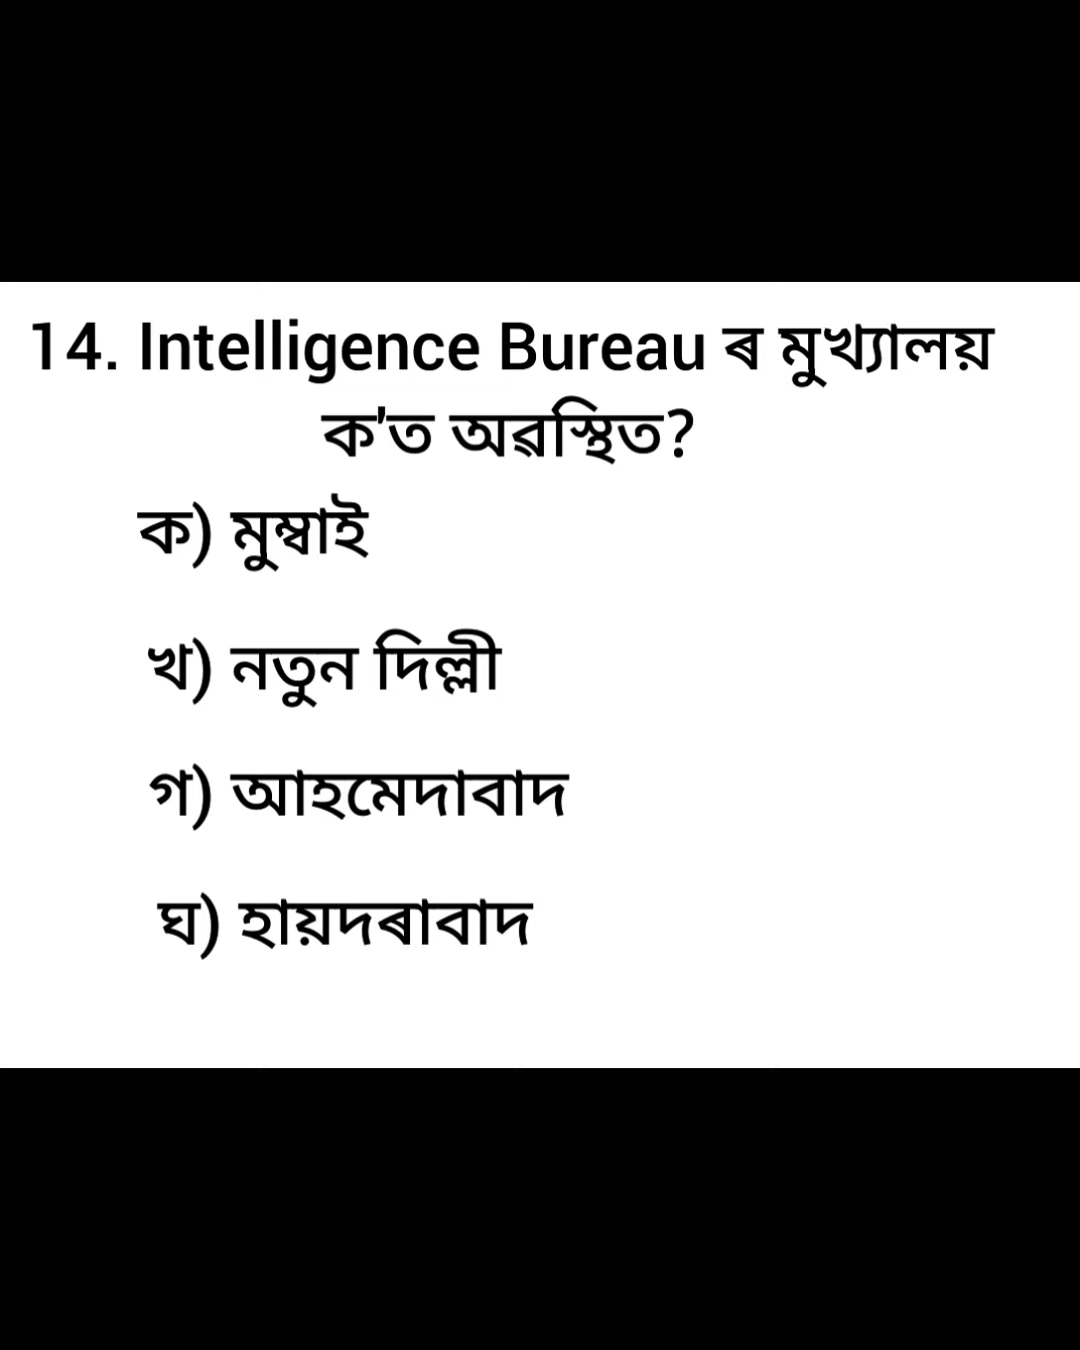 14. Intelligence Bureau ৰ মুখ্যালয়
ক'ত অৱস্থিত?
ক) মুম্বাই
খ) নতুন দিল্লী
গ) আহমেদাবাদ
ঘ) হায়দৰাবাদ